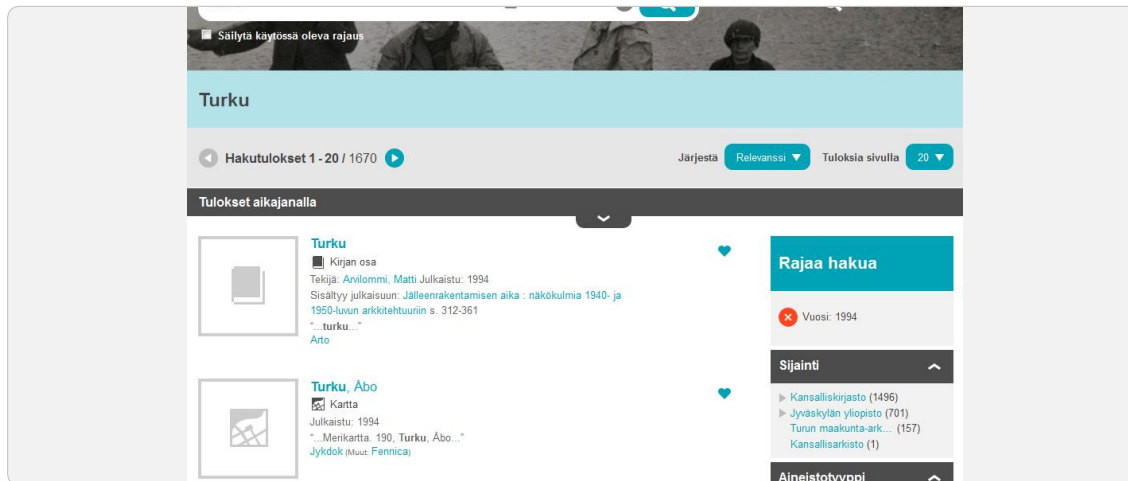 Säilytä käytössä oleva rajaus
Turku
Hakutulokset 1 - 20 / 1670
Järjestä Relevanssi Tuloksia sivulla 20
Tulokset aikajanalla
Turku
Kirjan osa
Tekijä: Arvilommi, Matti Julkaistu: 1994
Sisältyy julkaisuun: Jälleenrakentamisen aika : näkökulmia 1940- ja
1950-luvun arkkitehtuuriin s. 312-361
"...turku..."
Arto
Turku, Åbo
Kartta
Julkaistu: 1994
"...Merikartta. 190, Turku, Åbo..."
Jykdok (Muut: Fennica)
Rajaa hakua
Vuosi: 1994
Sijainti
Kansalliskirjasto (1496)
Jyväskylän yliopisto (701)
Turun maakunta-ark... (157)
Kansallisarkisto (1)
Aineistotyyppi